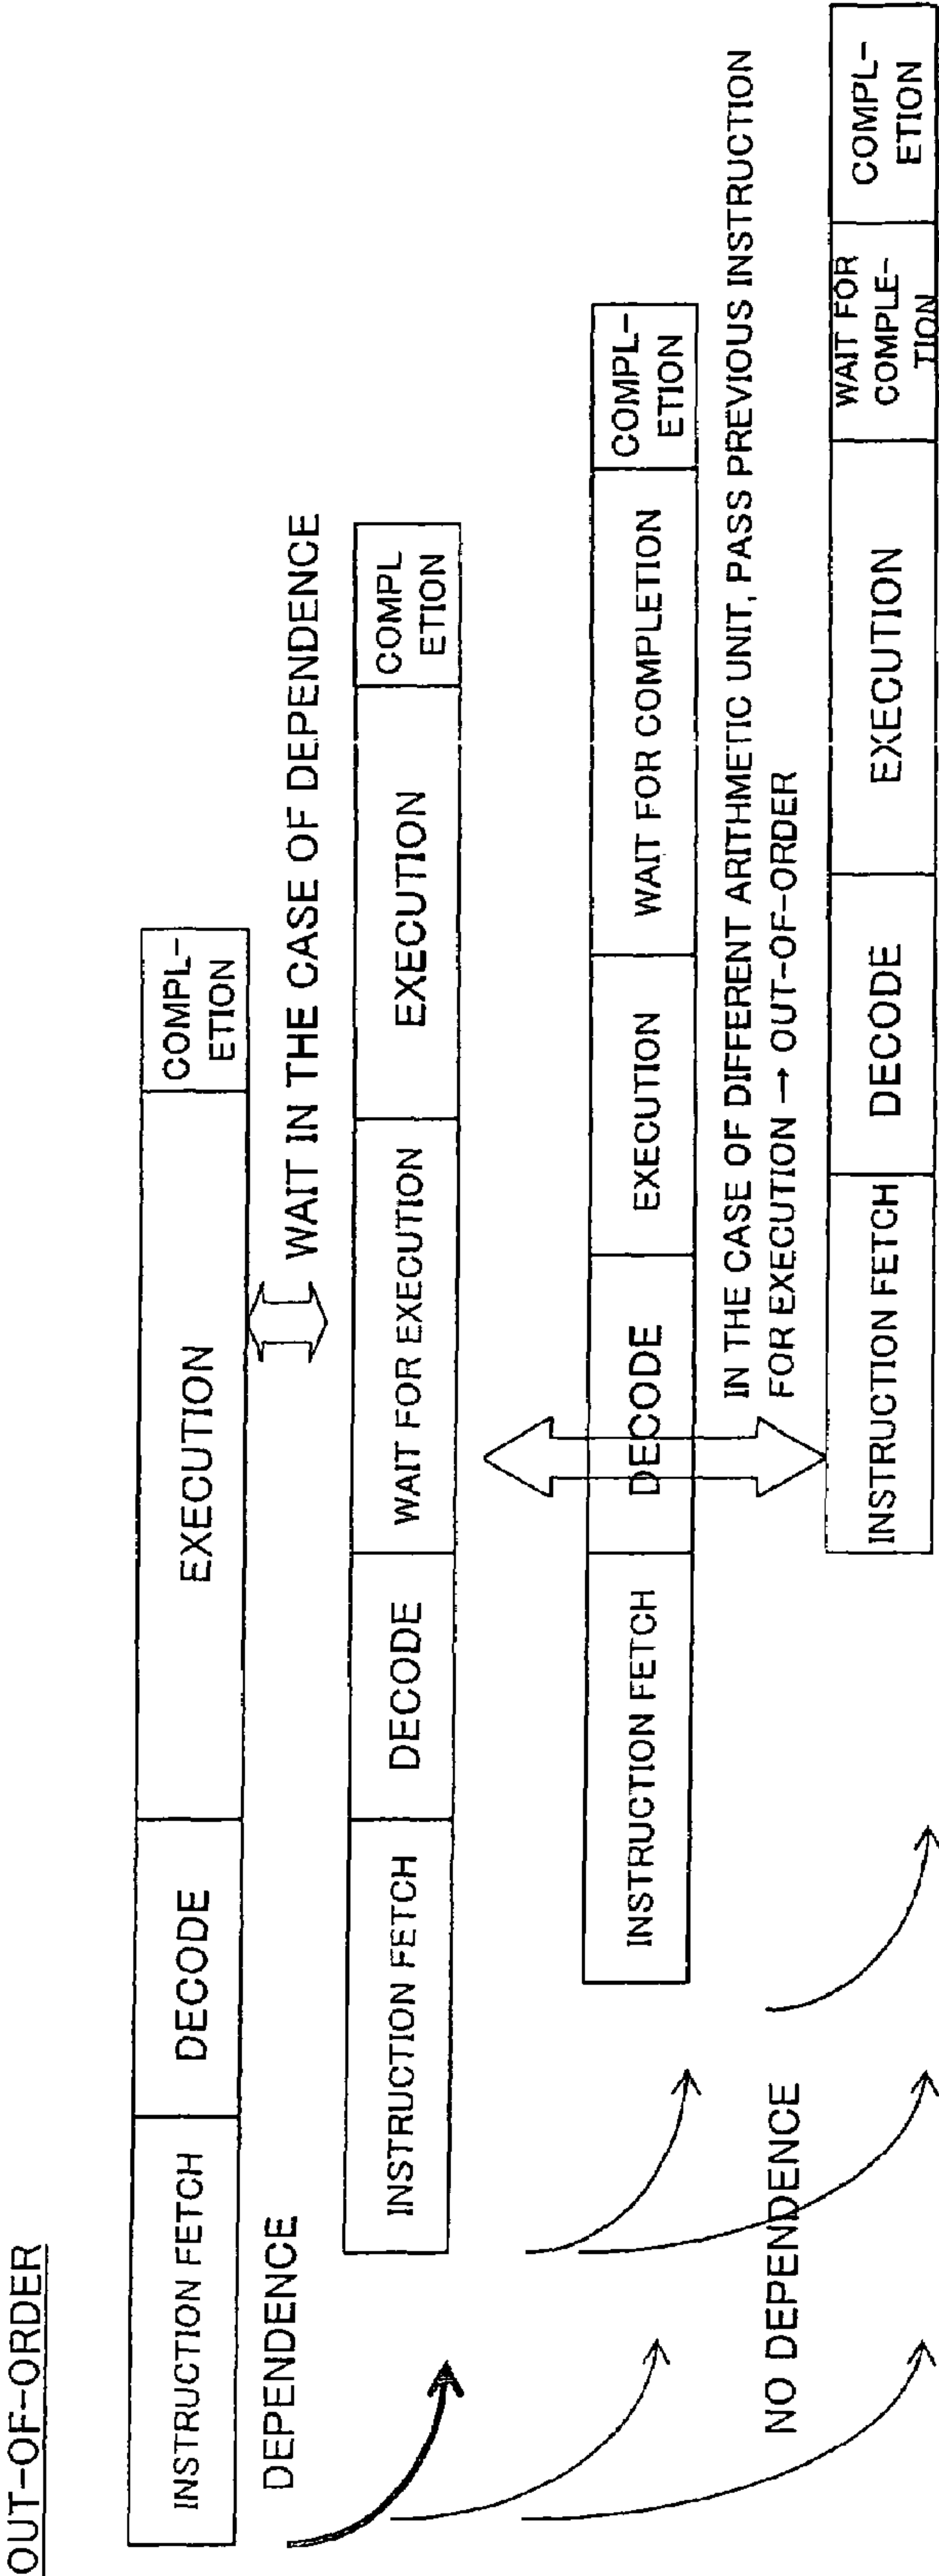 OUT-OF-ORDER
INSTRUCTION FETCH
DECODE
EXECUTION
COMPL-
ETION
DEPENDENCE
WAIT IN THE CASE OF DEPENDENCE
INSTRUCTION FETCH
DECODE
WAIT FOR EXECUTION
EXECUTION
COMPL
ETION
INSTRUCTION FETCH
DECODE
EXECUTION
WAIT FOR COMPLETION
COMPL-
ETION
NO DEPENDENCE
IN THE CASE OF DIFFERENT ARITHMETIC UNIT, PASS PREVIOUS INSTRUCTION
FOR EXECUTION → OUT-OF-ORDER
INSTRUCTION FETCH
DECODE
EXECUTION
WAIT FOR
COMPLE-
TION
COMPL-
ETION